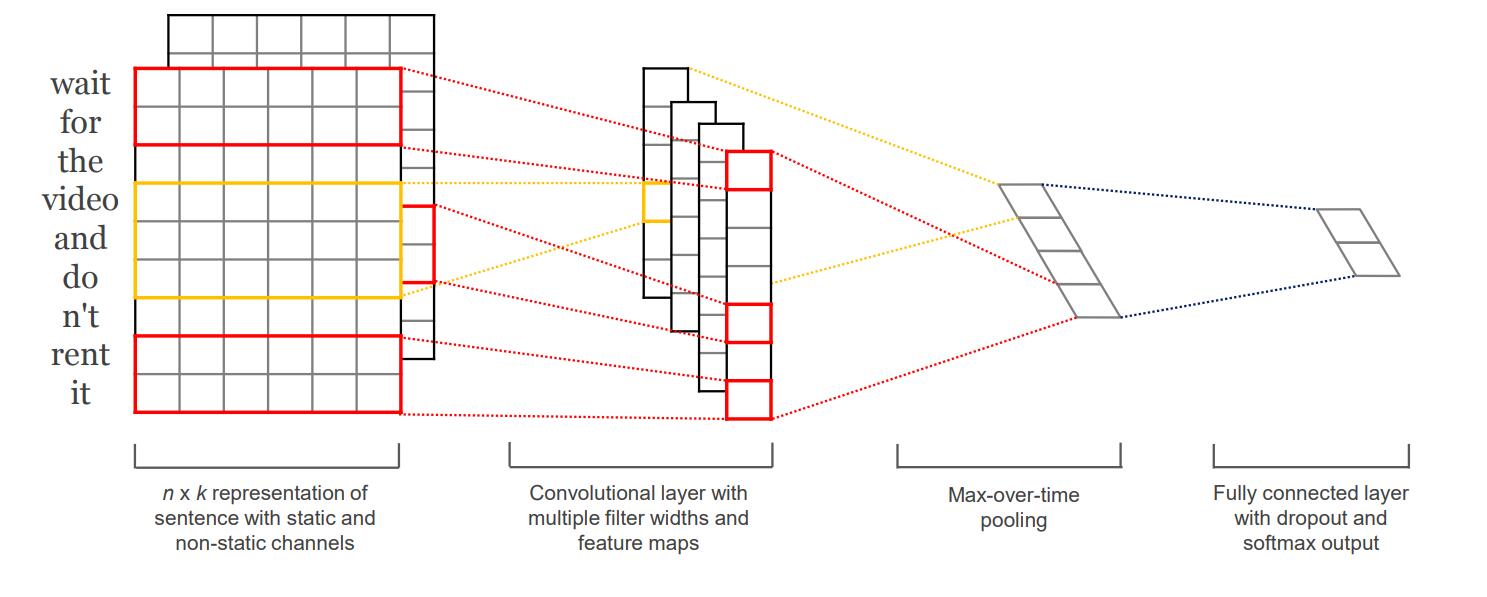 wait
for
the
video
and
do
n't
rent
it
n x k representation of
sentence with static and
non-static channels
Convolutional layer with
multiple filter widths and
feature maps
Max-over-time
pooling
Fully connected layer
with dropout and
softmax output